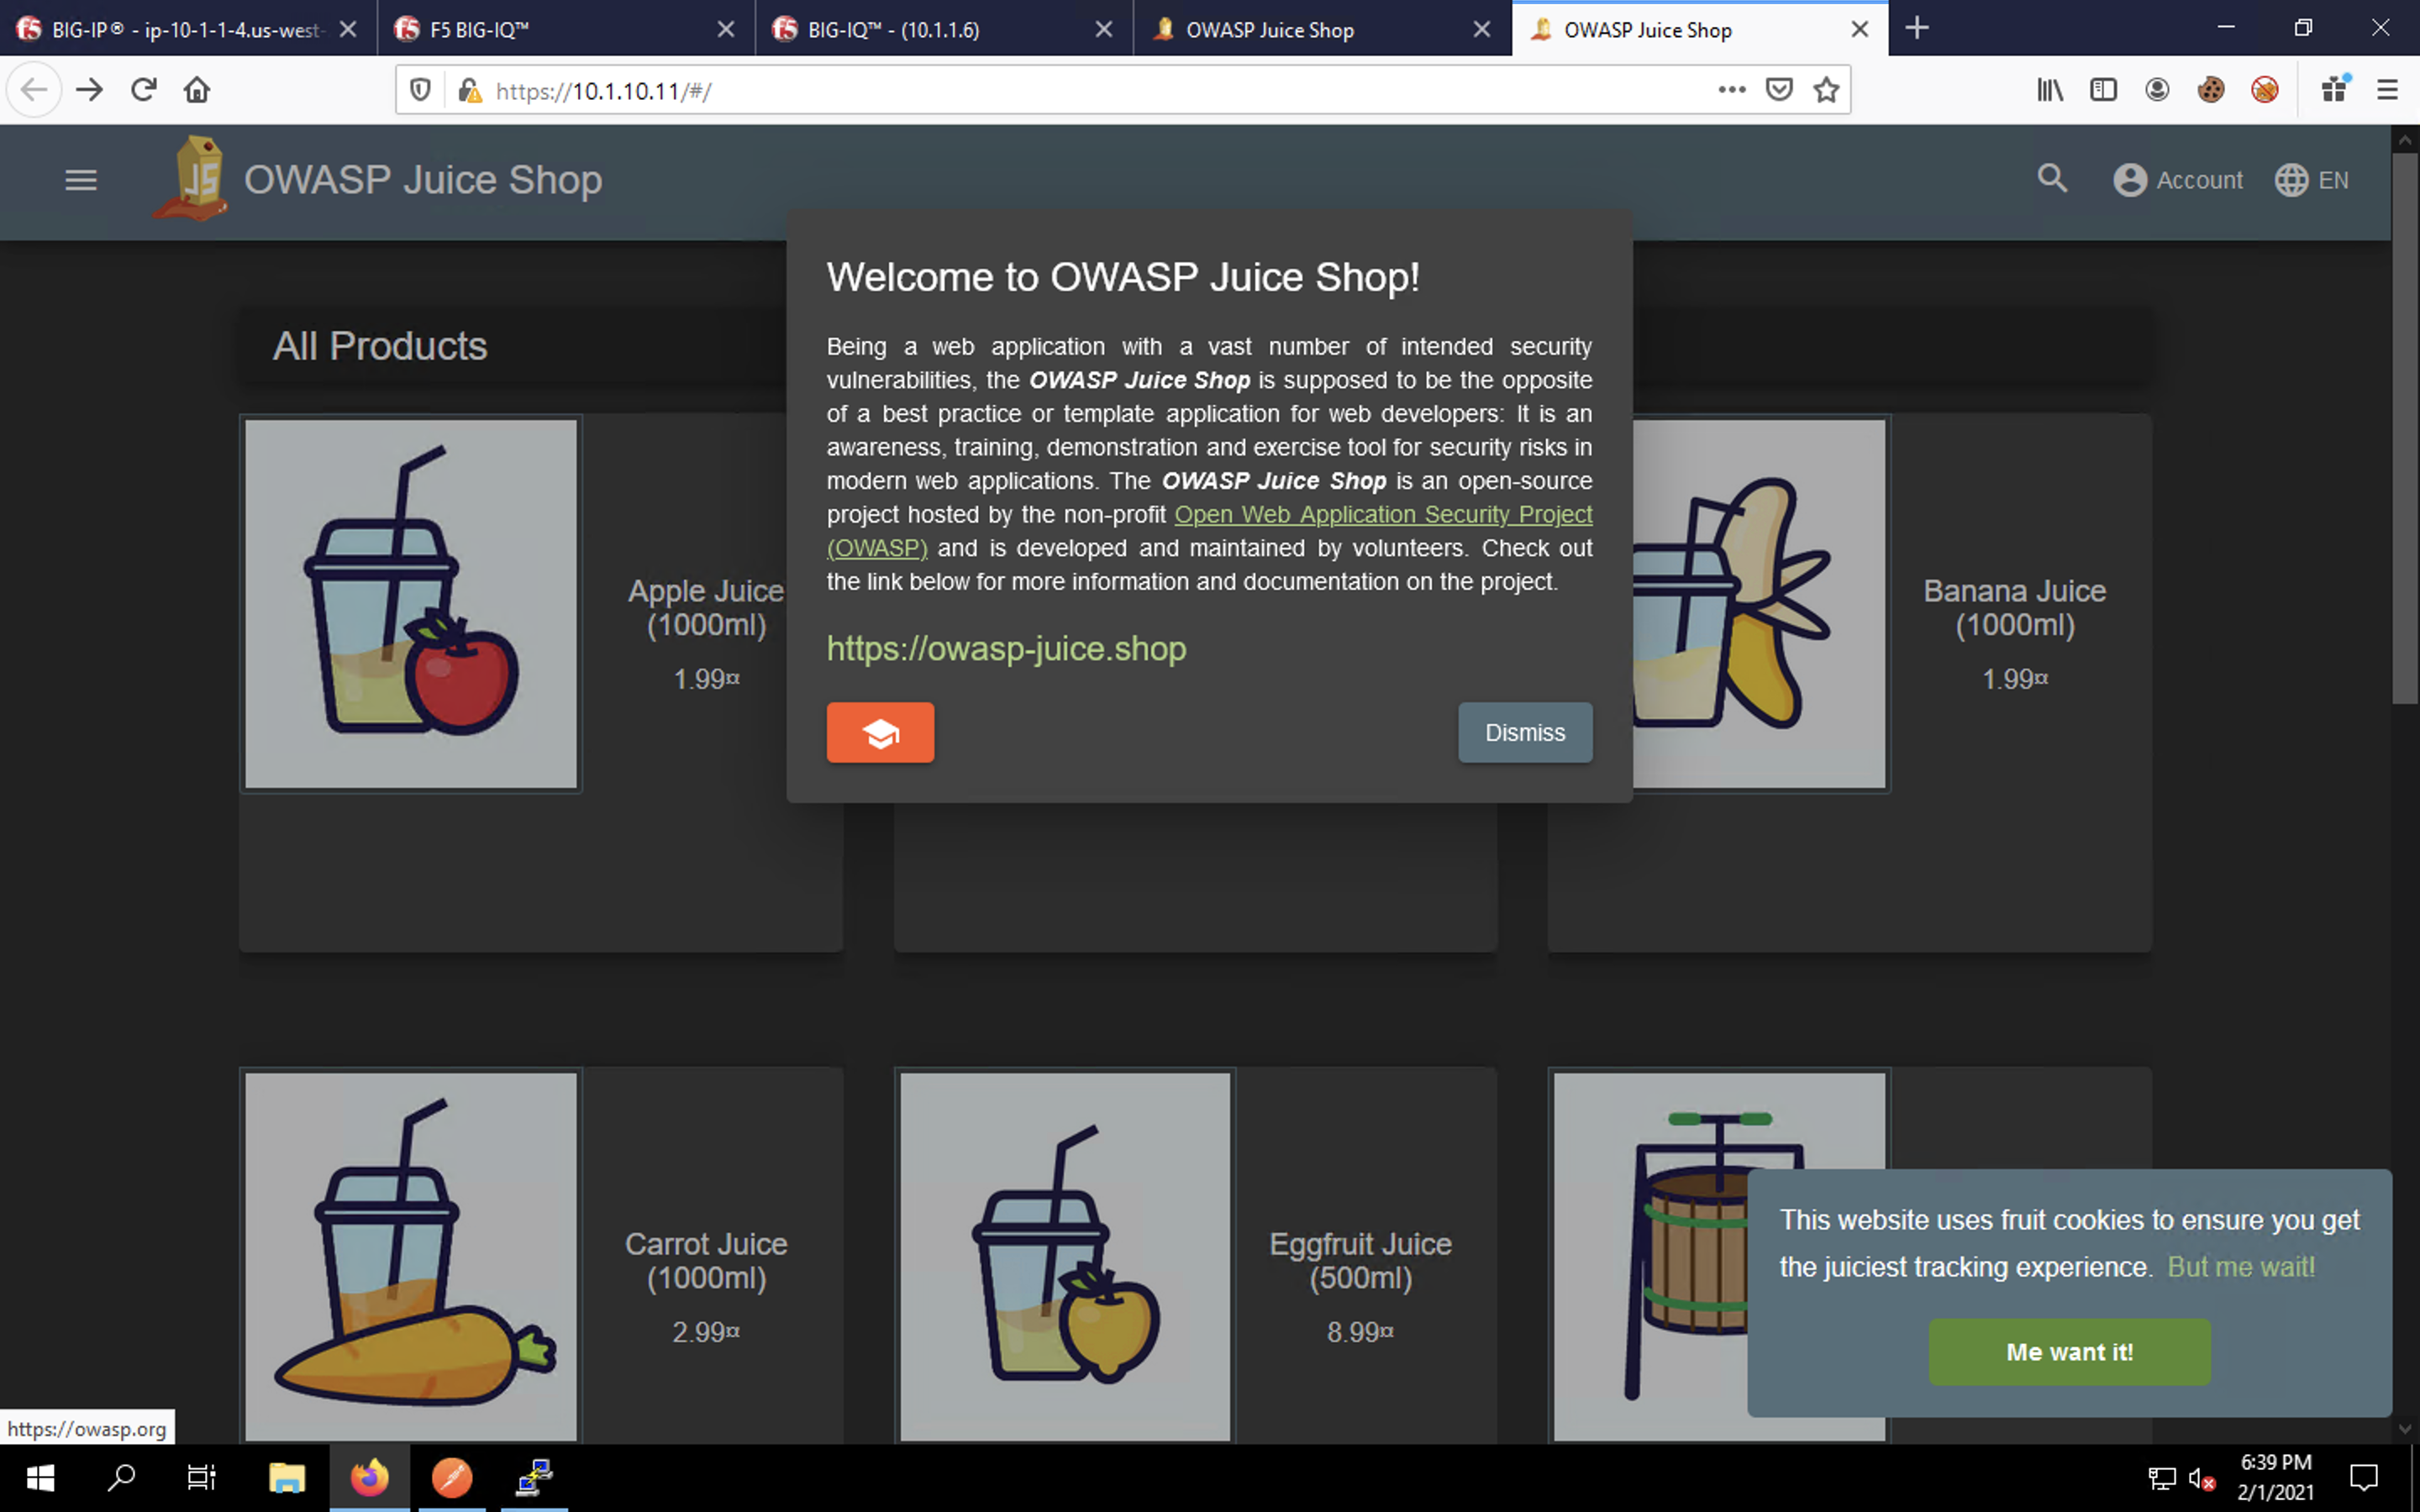 BIG-IP® - ip-10-1-1-4.us-west-
F5 BIG-IQ™
BIG-IQ™ - (10.1.1.6)
OWASP Juice Shop
OWASP Juice Shop
https://10.1.10.11/#/
OWASP Juice Shop
Account
EN
Welcome to OWASP Juice Shop!
Being a web application with a vast number of intended security
vulnerabilities, the OWASP Juice Shop is supposed to be the opposite
of a best practice or template application for web developers: It is an
awareness, training, demonstration and exercise tool for security risks in
modern web applications. The OWASP Juice Shop is an open-source
project hosted by the non-profit Open Web Application Security Project
(OWASP) and is developed and maintained by volunteers. Check out
the link below for more information and documentation on the project.
https://owasp-juice.shop
Dismiss
All Products
Apple Juice
(1000ml)
1.99¤
Banana Juice
(1000ml)
1.99¤
Carrot Juice
(1000ml)
2.99¤
Eggfruit Juice
(500ml)
8.99¤
This website uses fruit cookies to ensure you get
the juiciest tracking experience. But me wait!
Me want it!
https://owasp.org
6:39 PM
2/1/2021